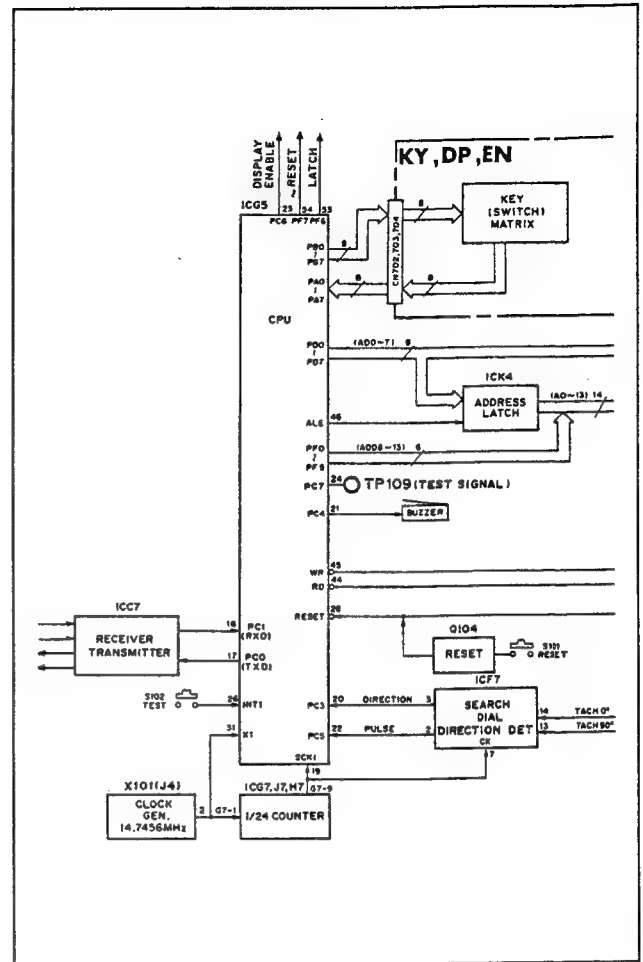 DISPLAY ENABLE
~RESET
LATCH
KY, DP, EN
ICG5
23 54 53
PC6 PF7 PF6
PB0
PB7
8
CN702,703,704
8
KEY
(SWITCH)
MATRIX
PA0
PA7
8
8
CPU
PD0
PD7
(AD0~7)
8
ICK4
ADDRESS
LATCH
(A0~13) 14
ALE 46
PF0
PF5
(ADD8~13) 6
PC7 24 TP109 (TEST SIGNAL)
PC4 21 BUZZER
WR 45
RD 44
RESET 28
ICC7
RECEIVER
TRANSMITTER
16 PC1
(RXD)
17 PC0
(TXD)
Q104
RESET
S101
RESET
S102
TEST
26 INT1
31 X1
ICF7
PC3 20 DIRECTION 3
PC5 22 PULSE 2
SEARCH
DIAL
DIRECTION DET
CK
7
14 TACH 0°
13 TACH 90°
SCK1
19
X101(J4)
CLOCK
GEN.
14.7456MHz
2 G7-1
ICG7, J7, H7 G7-9
1/24 COUNTER